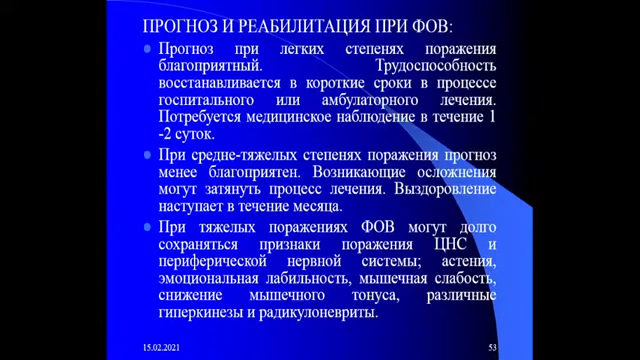 ПРОГНОЗ И РЕАБИЛИТАЦИЯ ПРИ ФОВ:
Прогноз при легких степенях поражения
благоприятный. Трудоспособность
восстанавливается в короткие сроки в процессе
госпитального или амбулаторного лечения.
Потребуется медицинское наблюдение в течение 1
-2 суток.
При средне-тяжелых степенях поражения прогноз
менее благоприятен. Возникающие осложнения
могут затянуть процесс лечения. Выздоровление
наступает в течение месяца.
При тяжелых поражениях ФОВ могут долго
сохраняться признаки поражения ЦНС и
периферической нервной системы; астения,
эмоциональная лабильность, мышечная слабость,
снижение мышечного тонуса, различные
гиперкинезы и радикулоневриты.
15.02.2021 53